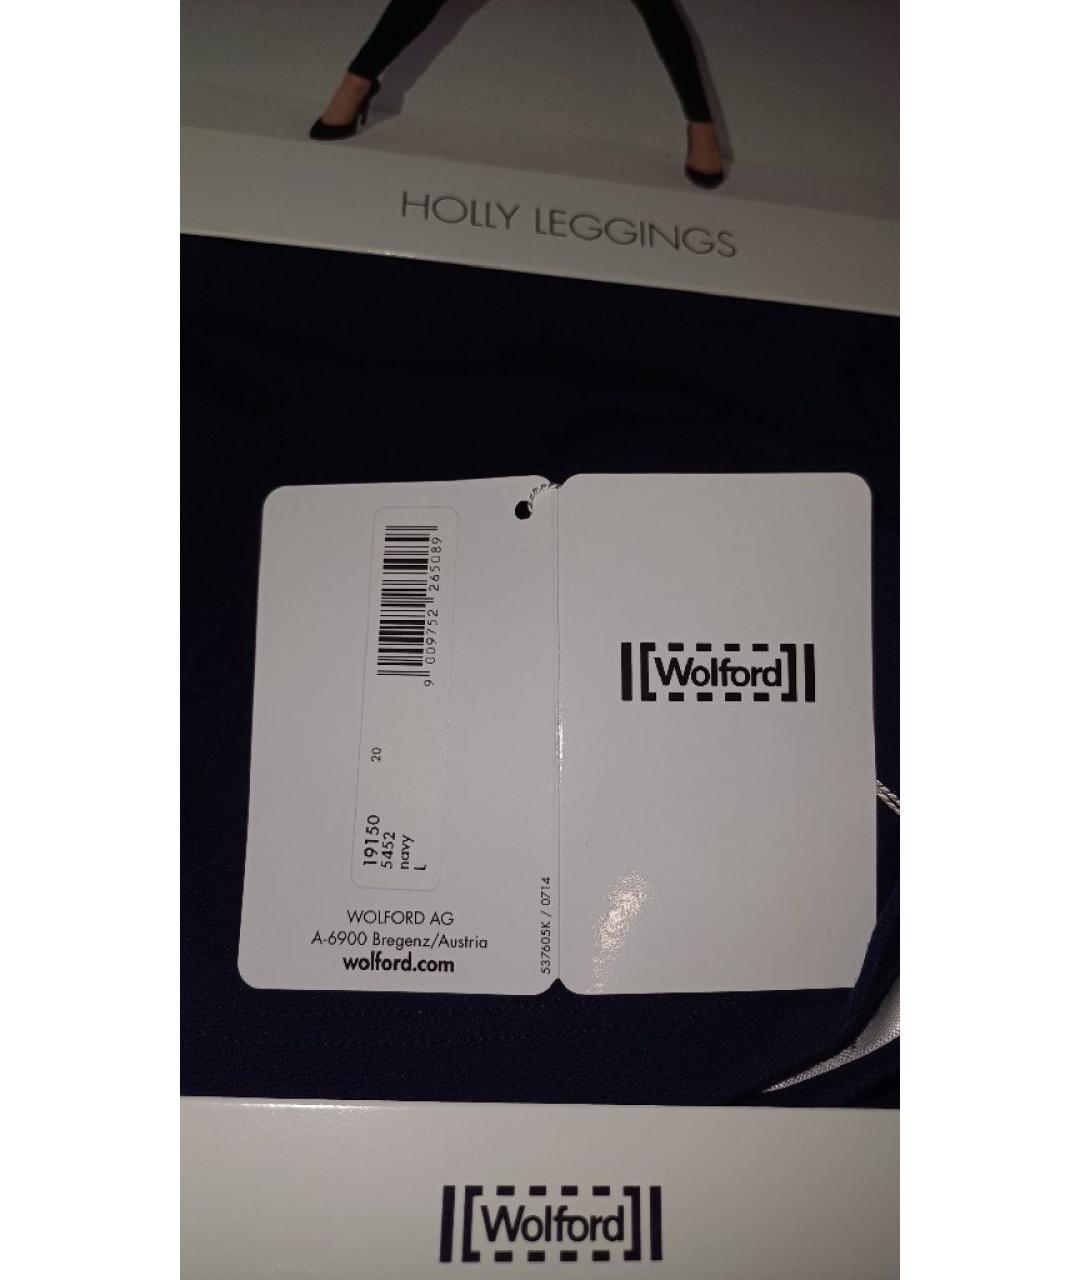 HOLLY LEGGINGS
9 009752 265089
20
19150
5452
navy
L
WOLFORD AG
A-6900 Bregenz/Austria
wolford.com
537605K / 0714
Wolford
Wolford